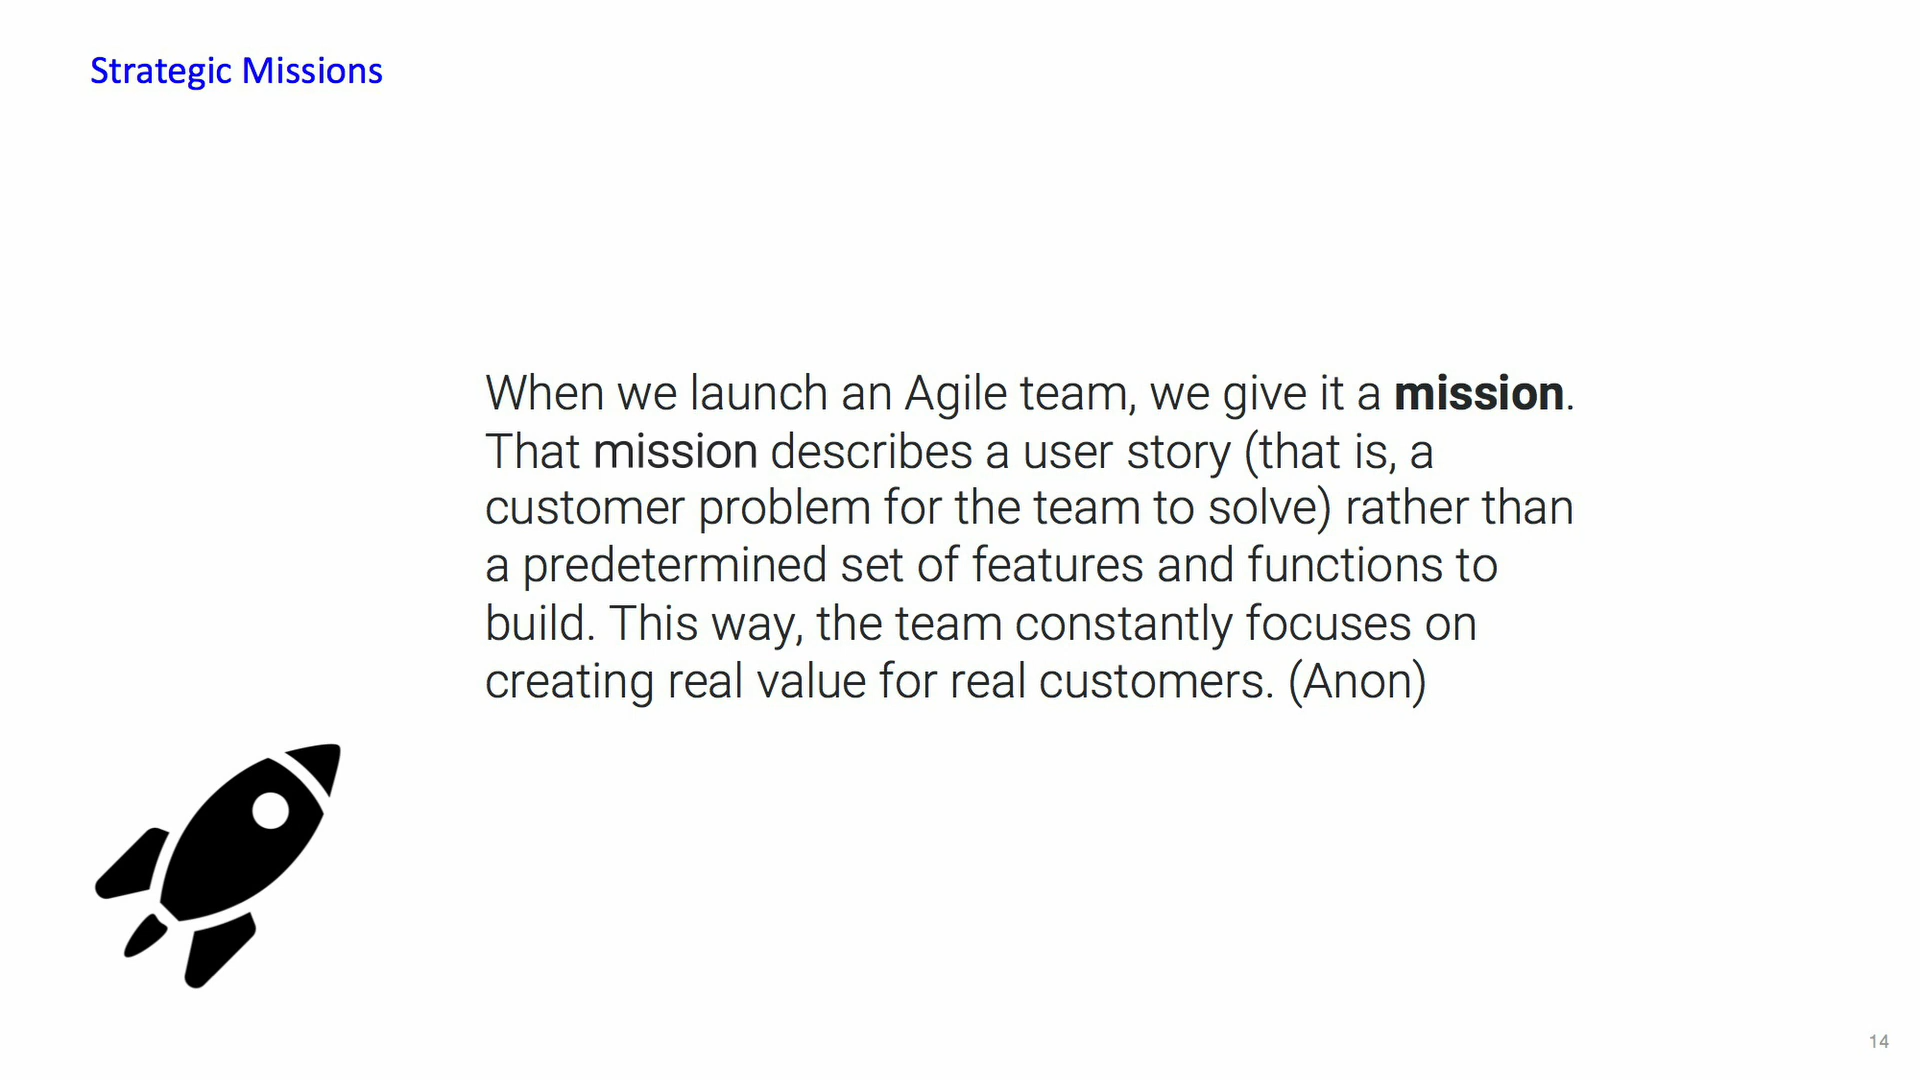 Strategic Missions
When we launch an Agile team, we give it a mission.
That mission describes a user story (that is, a
customer problem for the team to solve) rather than
a predetermined set of features and functions to
build. This way, the team constantly focuses on
creating real value for real customers. (Anon)
14